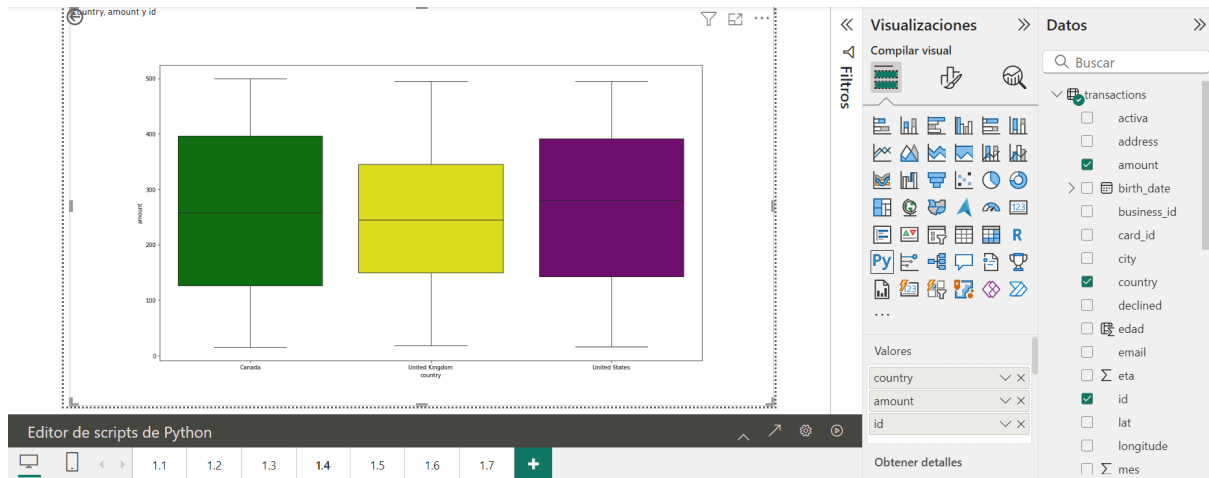 Country, amount y id
500
400
300
200
100
0
amount
Canada
United Kingdom
United States
country
Filtros
Visualizaciones
Compilar visual
123
R
Py
123
...
Valores
country
amount
id
Obtener detalles
Datos
Buscar
transactions
activa
address
amount
birth_date
business_id
card_id
city
country
declined
edad
email
eta
id
lat
longitude
mes
Editor de scripts de Python
1.1
1.2
1.3
1.4
1.5
1.6
1.7
+